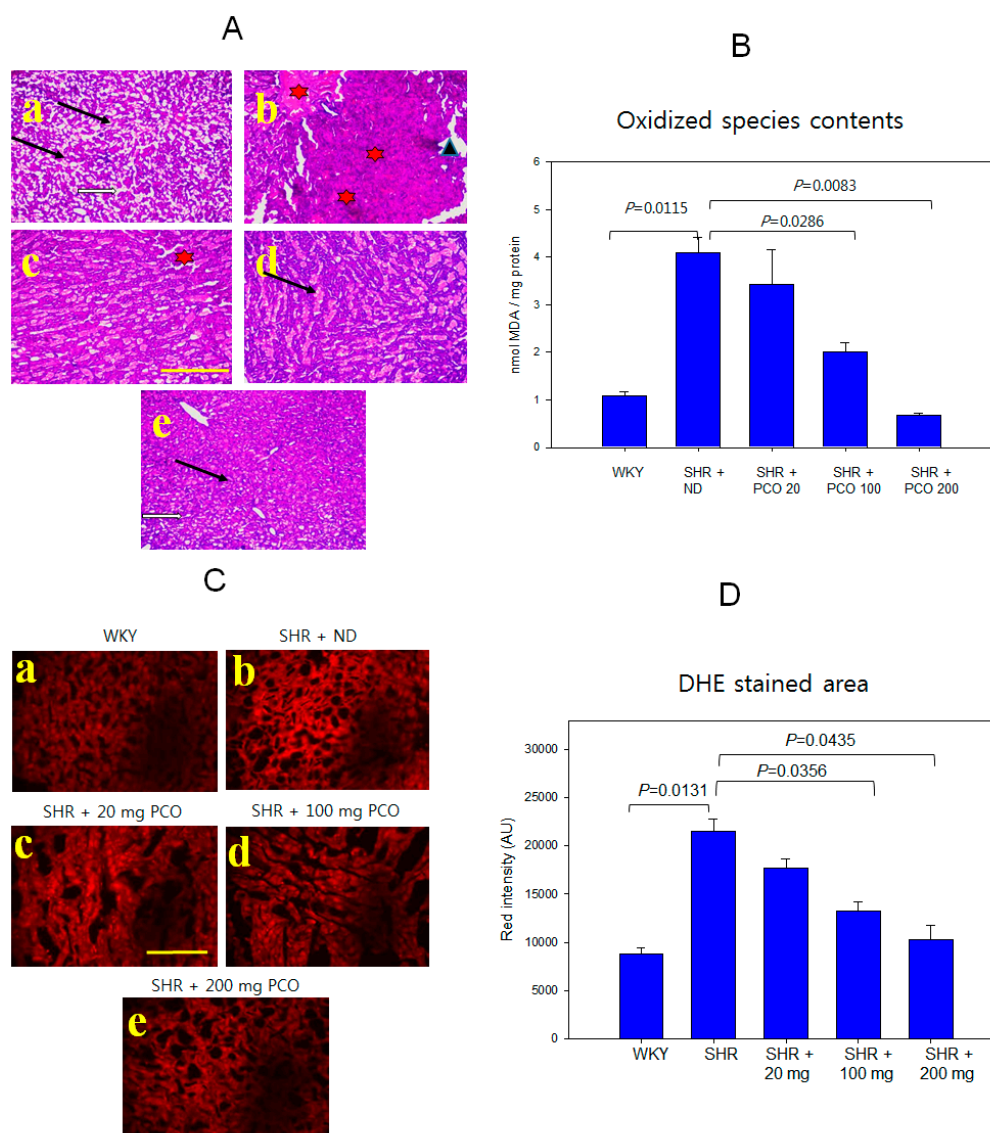 A
a
b
c
d
e
B
Oxidized species contents
P=0.0083
P=0.0115
P=0.0286
nmol MDA / mg protein
6
5
4
3
2
1
0
WKY
SHR +
ND
SHR +
PCO 20
SHR +
PCO 100
SHR +
PCO 200
C
WKY
SHR + ND
a
b
SHR + 20 mg PCO
SHR + 100 mg PCO
c
d
SHR + 200 mg PCO
e
D
DHE stained area
P=0.0435
P=0.0356
P=0.0131
Red intensity (AU)
30000
25000
20000
15000
10000
5000
0
WKY
SHR
SHR +
20 mg
SHR +
100 mg
SHR +
200 mg